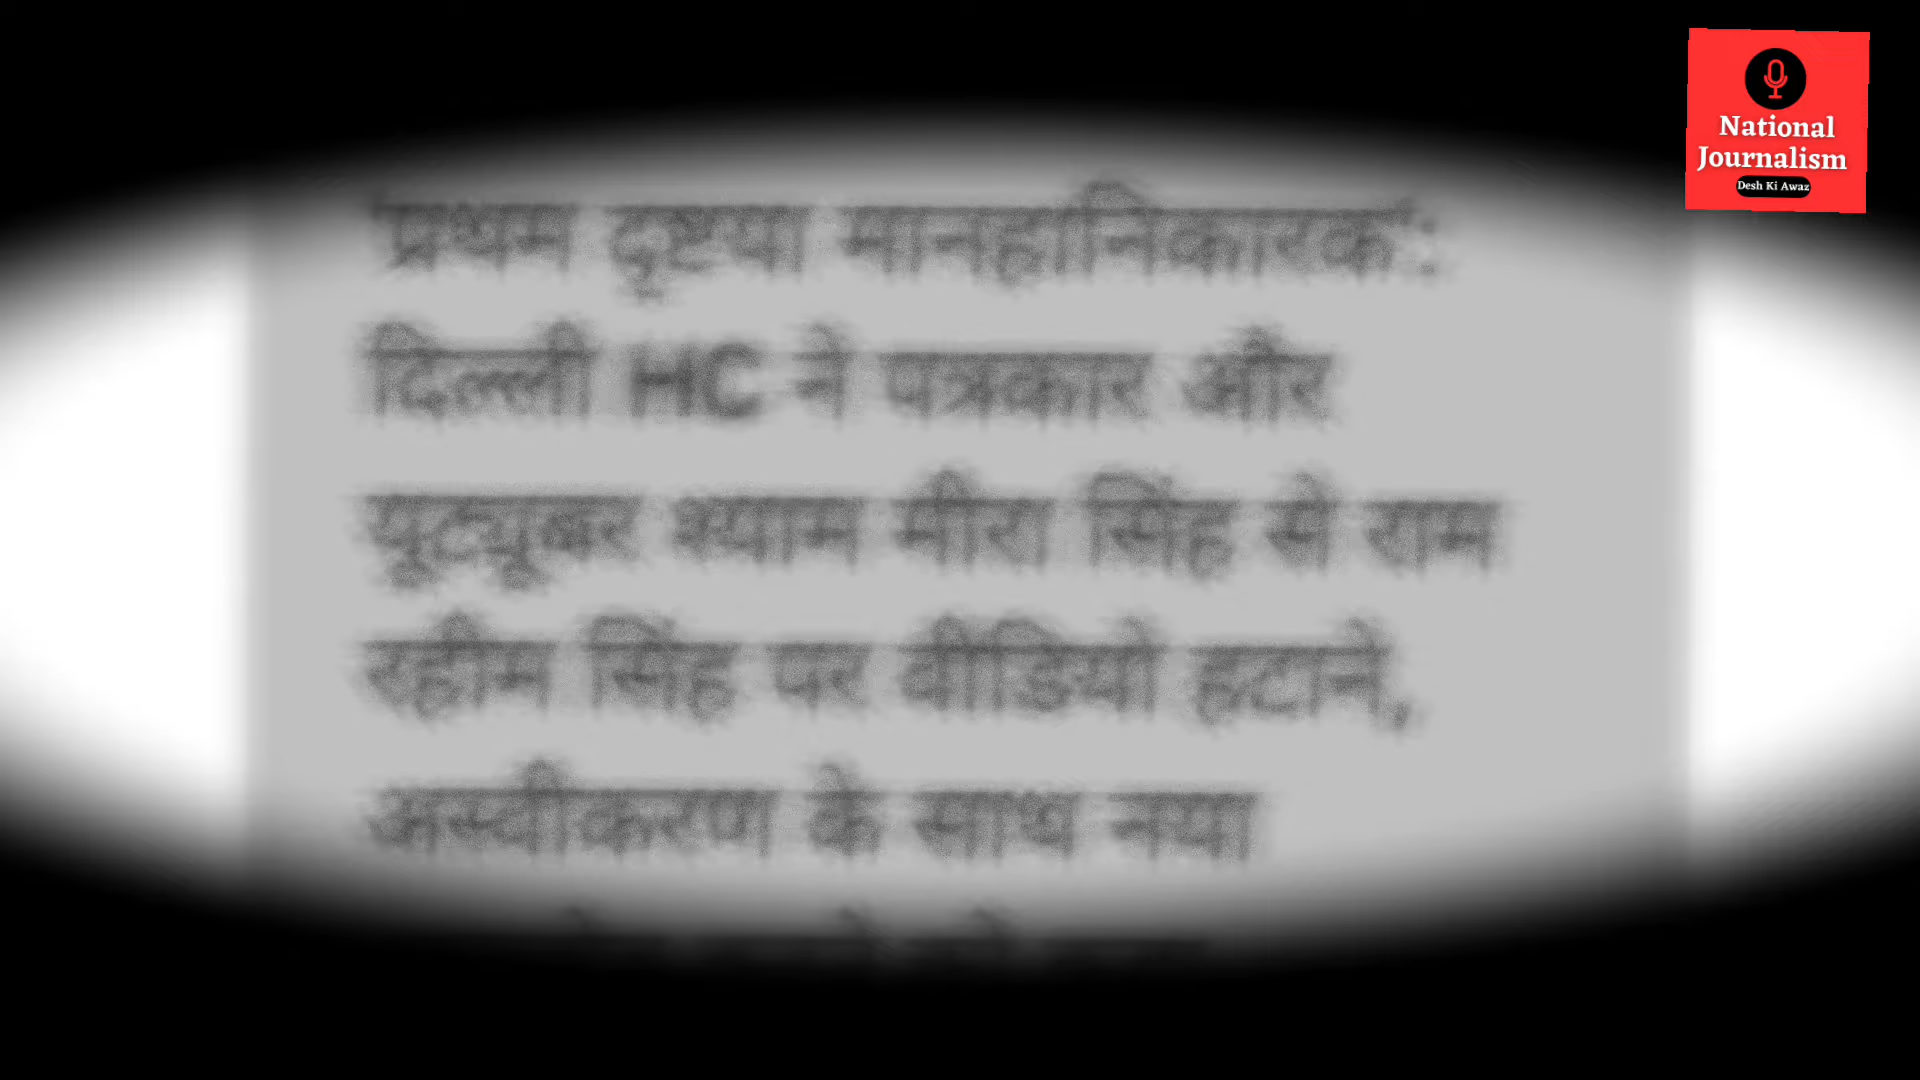 प्रथम दृष्टया मानहानिकारक':
दिल्ली HC ने पत्रकार और
यूट्यूबर श्याम मीरा सिंह से राम
रहीम सिंह पर वीडियो हटाने,
अस्वीकरण के साथ नया
National
Journalism
Desh Ki Awaz